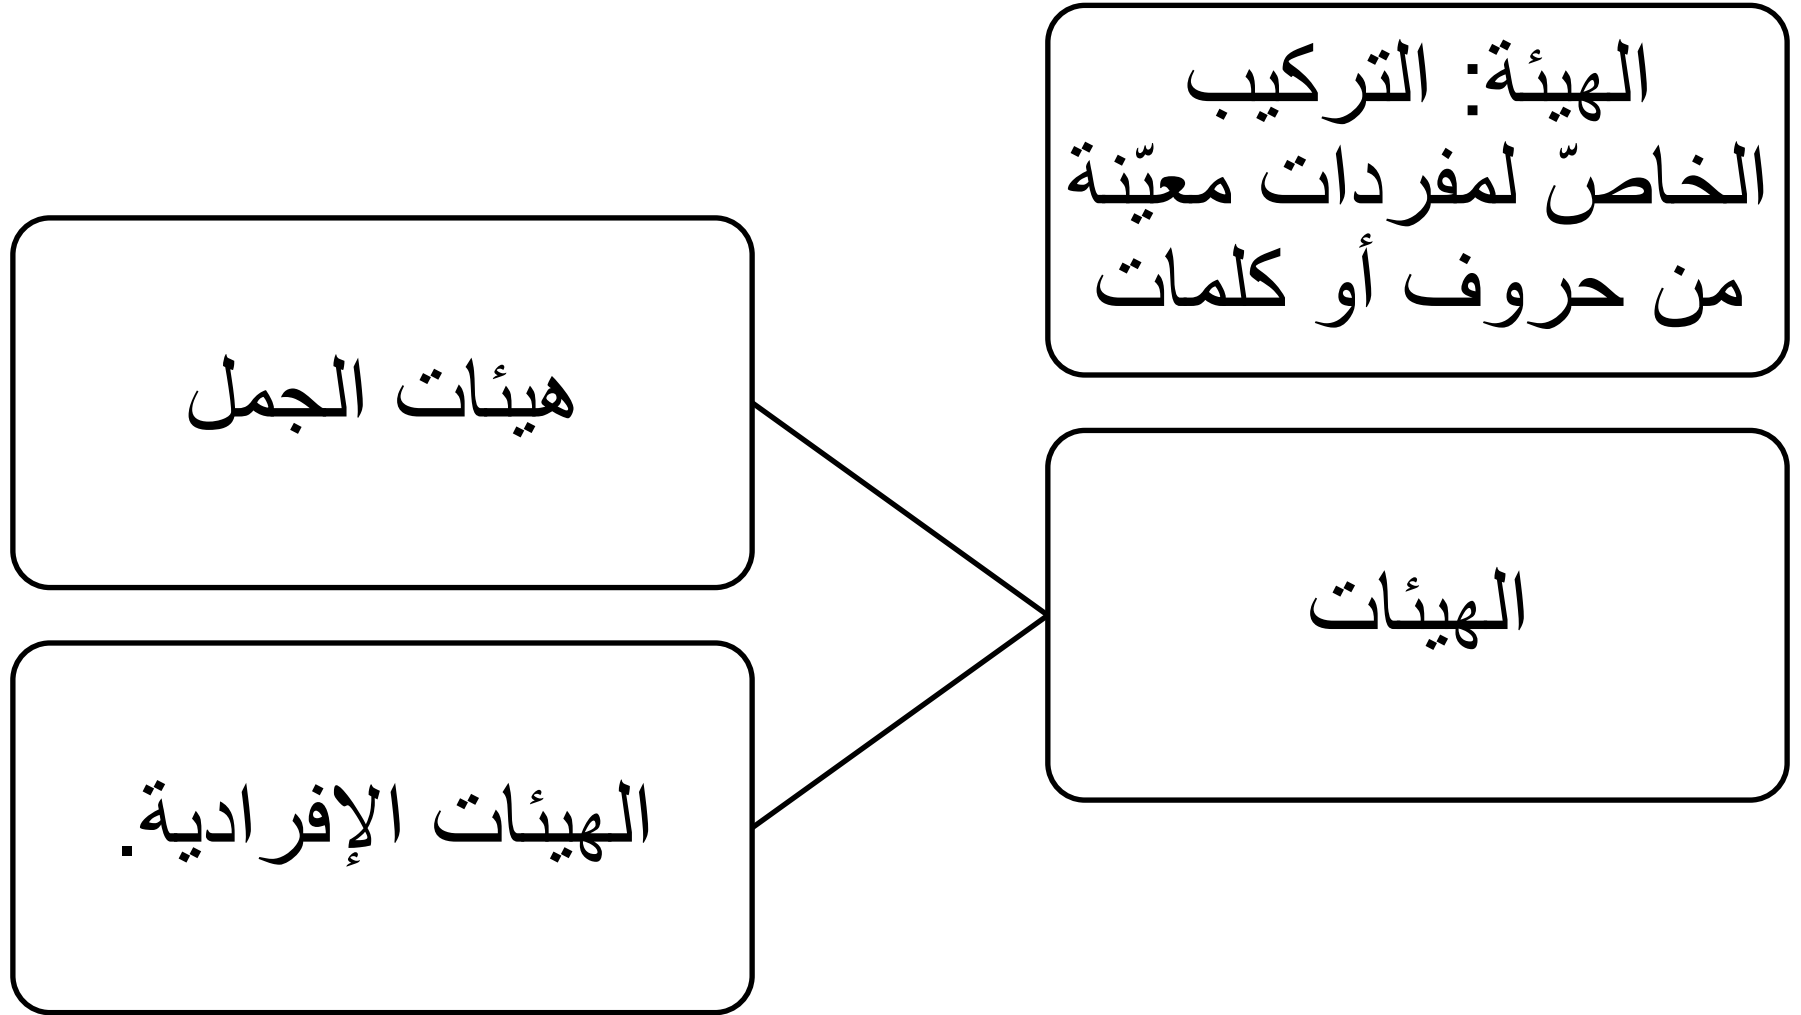 الهيئة: التركيب
الخاصّ لمفردات معيّنة
من حروف أو كلمات
الهيئات
هيئات الجمل
الهيئات الإفرادية.